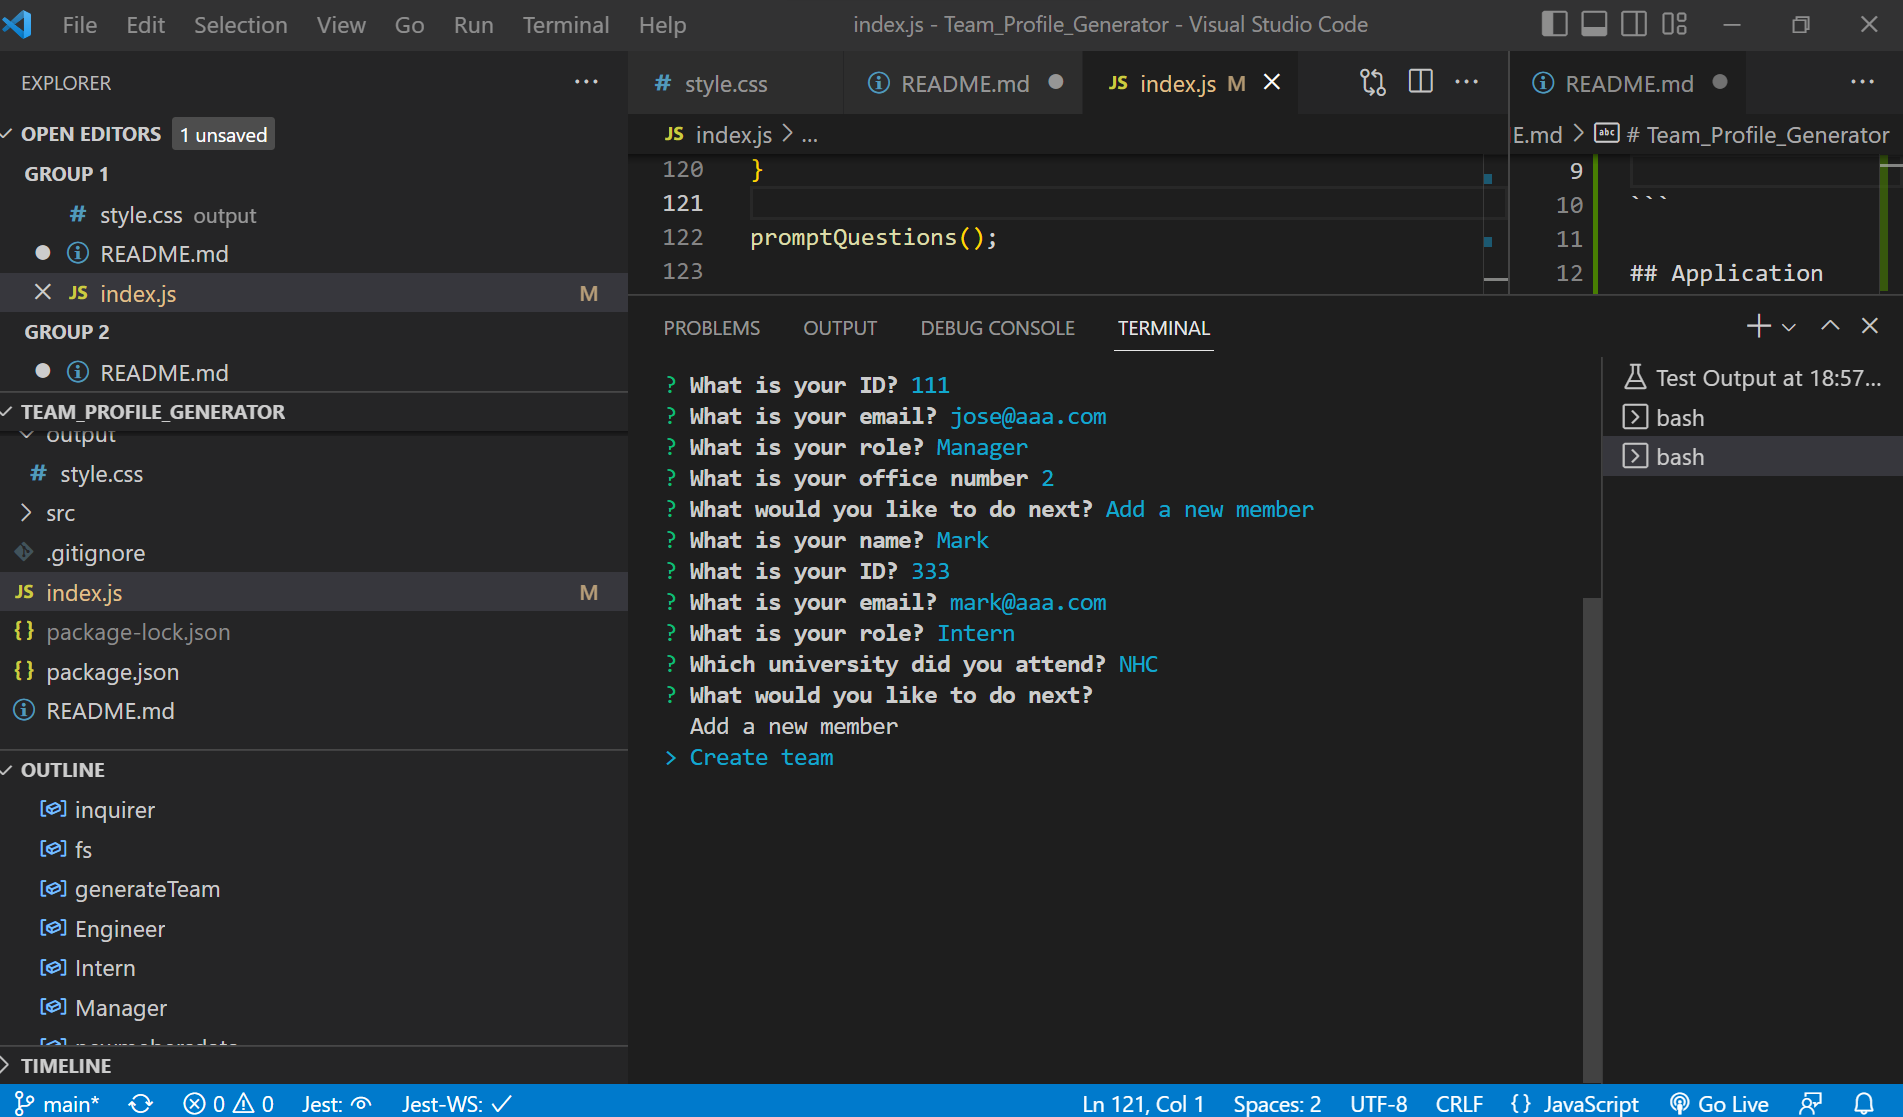 File Edit Selection View Go Run Terminal Help
index.js - Team_Profile_Generator - Visual Studio Code
EXPLORER
OPEN EDITORS 1 unsaved
GROUP 1
# style.css output
README.md
JS index.js M
GROUP 2
README.md
TEAM_PROFILE_GENERATOR
output
# style.css
src
.gitignore
JS index.js M
{} package-lock.json
{} package.json
README.md
OUTLINE
inquirer
fs
generateTeam
Engineer
Intern
Manager
TIMELINE
# style.css README.md JS index.js M
JS index.js > ...
120 }
121
122 promptQuestions();
123
README.md
E.md > abc # Team_Profile_Generator
9
10 ```
11
12 ## Application
PROBLEMS OUTPUT DEBUG CONSOLE TERMINAL
? What is your ID? 111
? What is your email? jose@aaa.com
? What is your role? Manager
? What is your office number 2
? What would you like to do next? Add a new member
? What is your name? Mark
? What is your ID? 333
? What is your email? mark@aaa.com
? What is your role? Intern
? Which university did you attend? NHC
? What would you like to do next?
Add a new member
> Create team
Test Output at 18:57...
bash
bash
main* 0 0 Jest: Jest-WS: ✓ Ln 121, Col 1 Spaces: 2 UTF-8 CRLF {} JavaScript Go Live